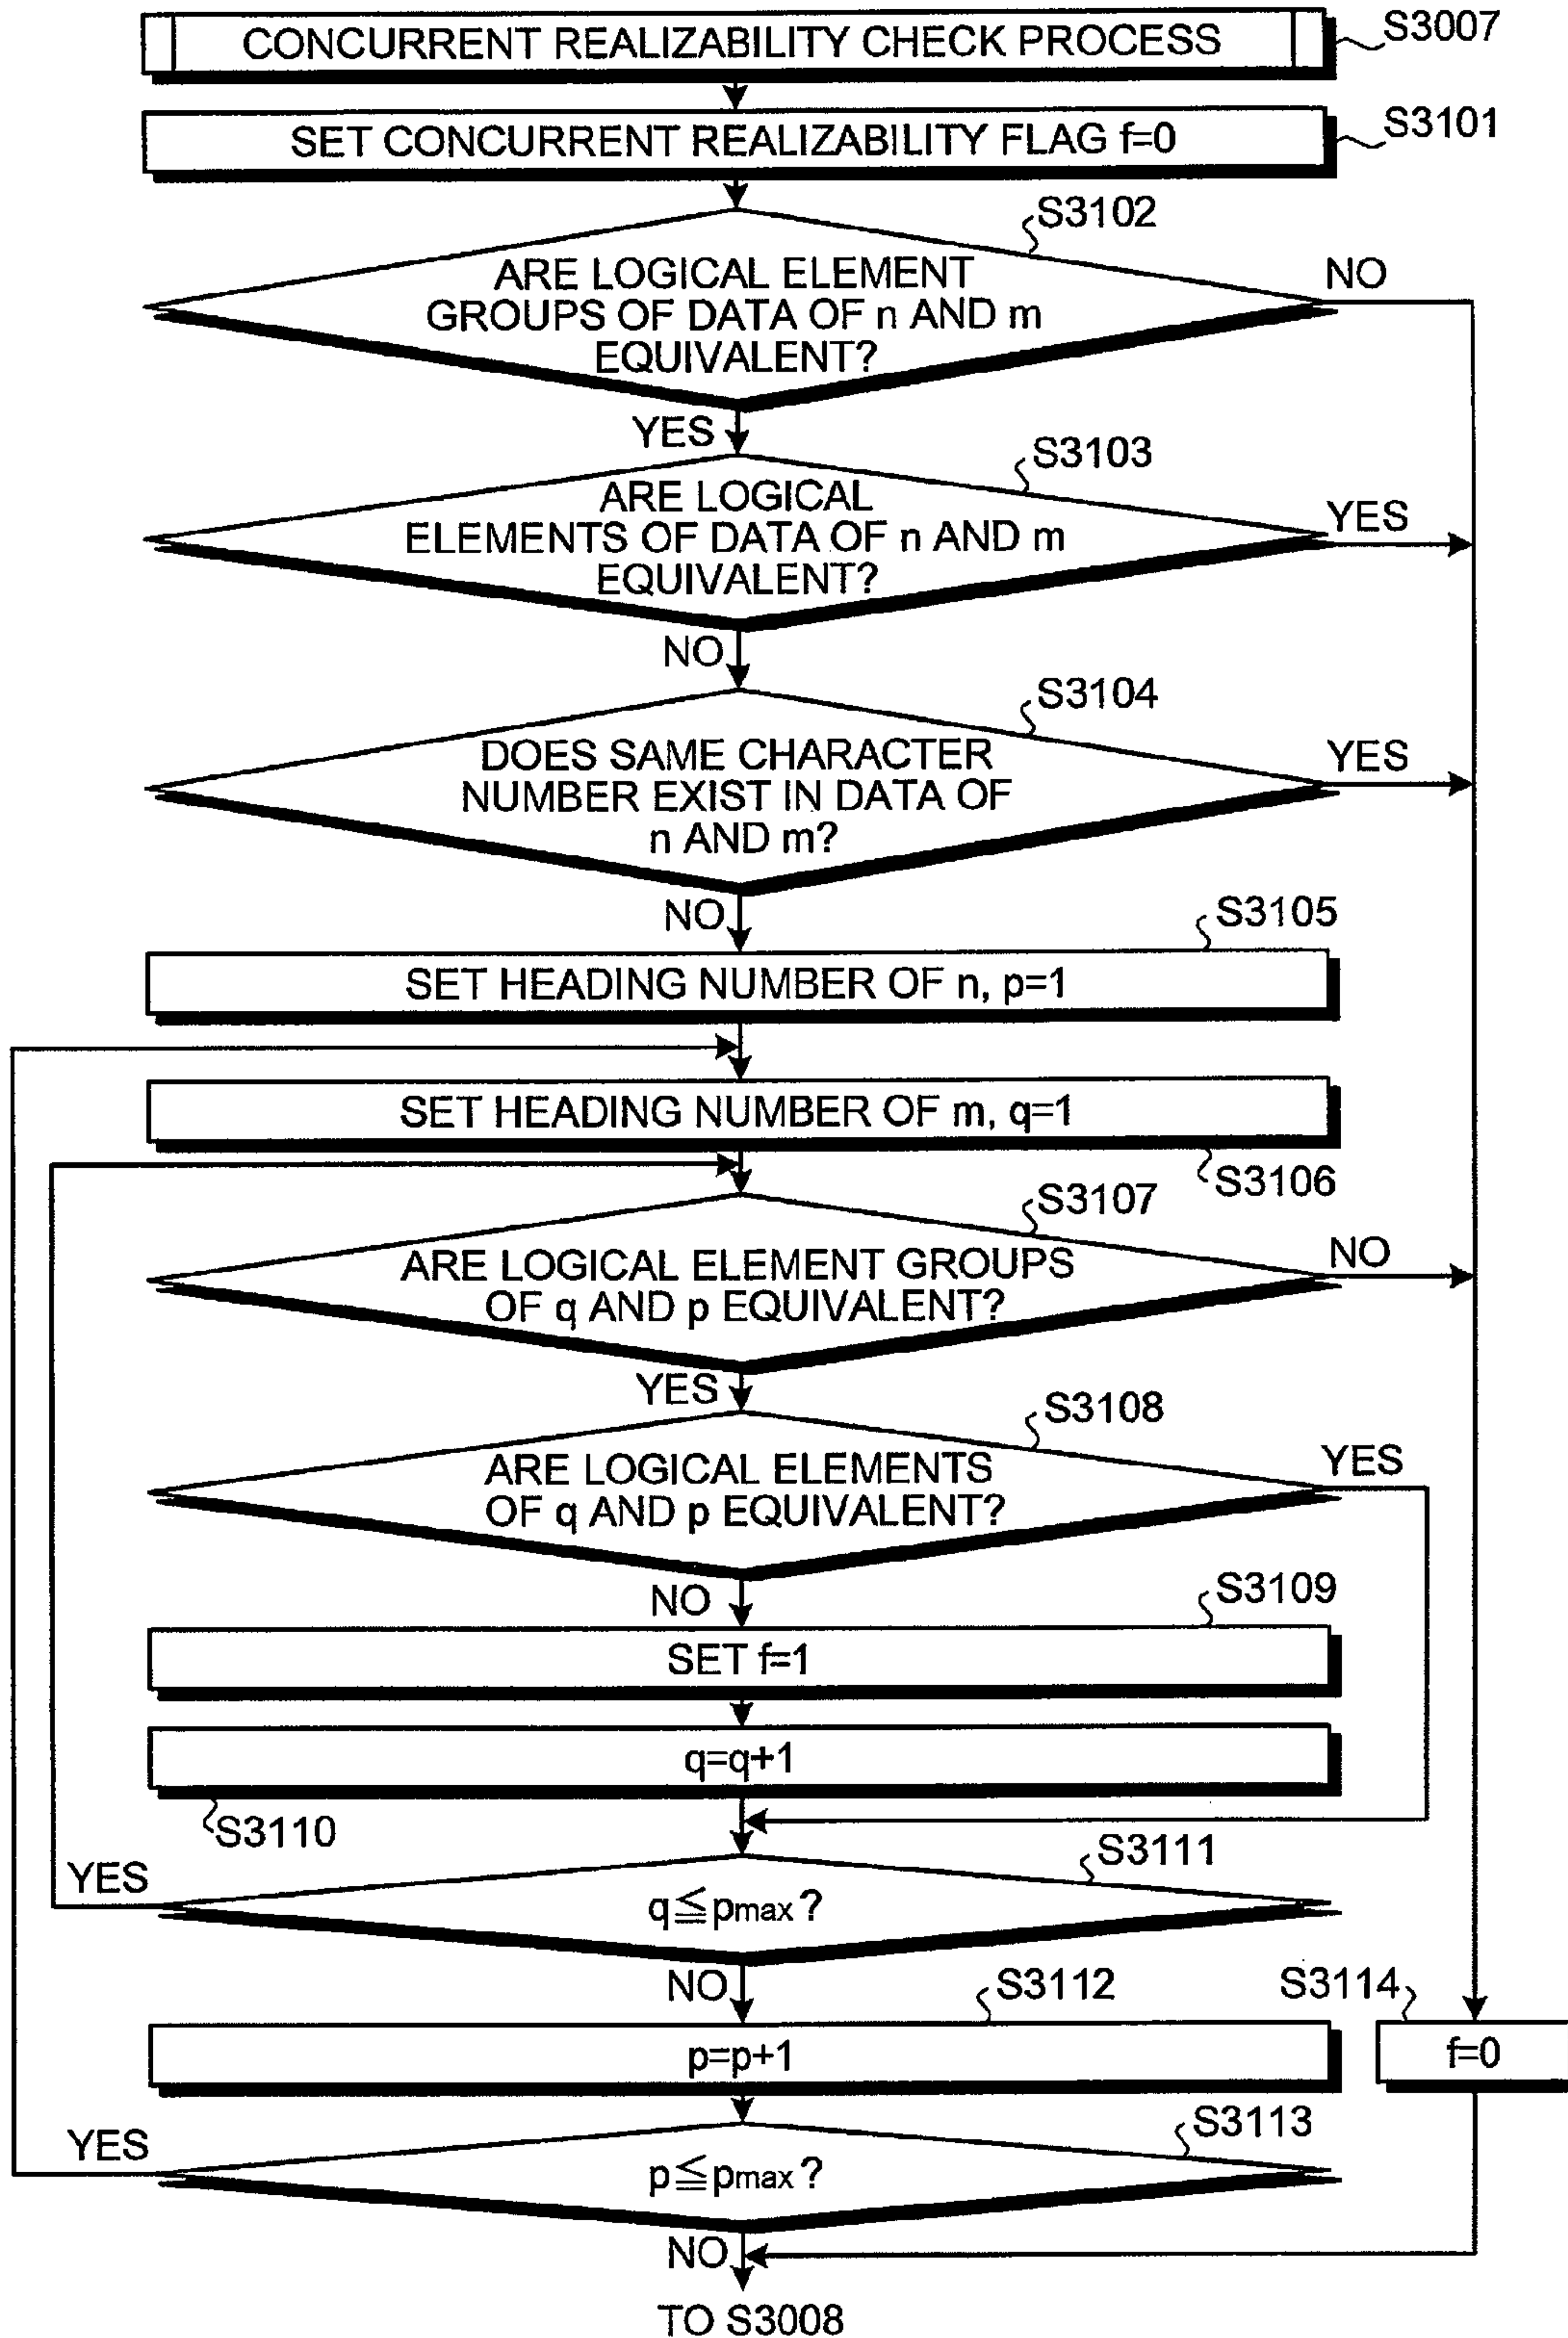 CONCURRENT REALIZABILITY CHECK PROCESS
S3007
SET CONCURRENT REALIZABILITY FLAG f=0
S3101
S3102
ARE LOGICAL ELEMENT
GROUPS OF DATA OF n AND m
EQUIVALENT?
NO
YES
S3103
ARE LOGICAL
ELEMENTS OF DATA OF n AND m
EQUIVALENT?
YES
NO
S3104
DOES SAME CHARACTER
NUMBER EXIST IN DATA OF
n AND m?
YES
NO
S3105
SET HEADING NUMBER OF n, p=1
SET HEADING NUMBER OF m, q=1
S3106
S3107
ARE LOGICAL ELEMENT GROUPS
OF q AND p EQUIVALENT?
NO
YES
S3108
ARE LOGICAL ELEMENTS
OF q AND p EQUIVALENT?
YES
NO
S3109
SET f=1
q=q+1
S3110
S3111
q≦pmax?
YES
NO
S3112
p=p+1
S3114
f=0
S3113
p≦pmax?
YES
NO
TO S3008